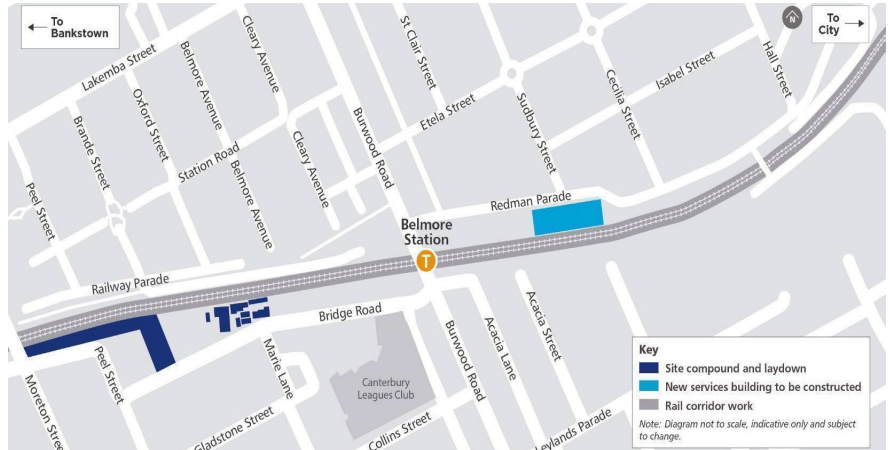 To
Bankstown
N
To
City
Lakemba Street
Cleary Avenue
Belmore Avenue
Oxford Street
Brande Street
Peel Street
Station Road
Belmore Avenue
Cleary Avenue
Burwood Road
St Clair Street
Etela Street
Sudbury Street
Cecilia Street
Isabel Street
Hall Street
Redman Parade
Belmore
Station
T
Railway Parade
Bridge Road
Peel Street
Moreton Street
Marie Lane
Gladstone Street
Canterbury
Leagues Club
Collins Street
Burwood Road
Acacia Lane
Acacia Street
Leylands Parade
Key
Site compound and laydown
New services building to be constructed
Rail corridor work
Note: Diagram not to scale, indicative only and subject
to change.